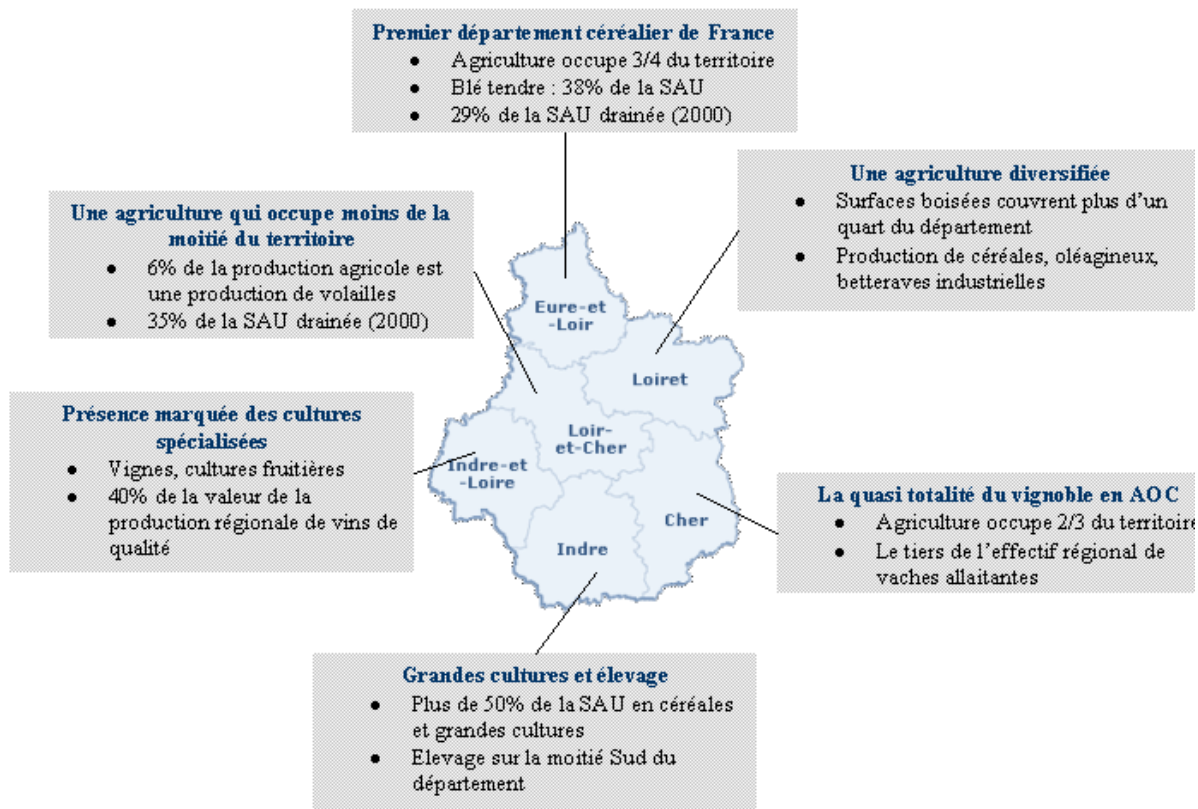 Premier département céréalier de France
● Agriculture occupe 3/4 du territoire
● Blé tendre : 38% de la SAU
● 29% de la SAU drainée (2000)
Une agriculture diversifiée
● Surfaces boisées couvrent plus d'un
quart du département
● Production de céréales, oléagineux,
betteraves industrielles
Une agriculture qui occupe moins de la
moitié du territoire
● 6% de la production agricole est
une production de volailles
● 35% de la SAU drainée (2000)
Eure-et
-Loir
Loiret
Loir-
et-Cher
Indre-et
-Loire
Cher
Indre
Présence marquée des cultures
spécialisées
● Vignes, cultures fruitières
● 40% de la valeur de la
production régionale de vins de
qualité
La quasi totalité du vignoble en AOC
● Agriculture occupe 2/3 du territoire
● Le tiers de l'effectif régional de
vaches allaitantes
Grandes cultures et élevage
● Plus de 50% de la SAU en céréales
et grandes cultures
● Elevage sur la moitié Sud du
département